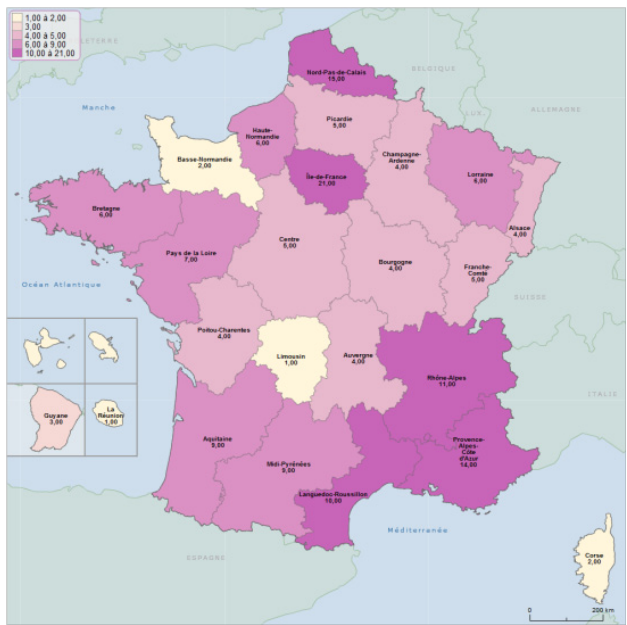 1,00 à 2,00
3,00
4,00 à 5,00
6,00 à 9,00
10,00 à 21,00
ANGLETERRE
BELGIQUE
LUX.
ALLEMAGNE
Manche
Nord-Pas-de-Calais
15,00
Picardie
5,00
Haute-
Normandie
6,00
Basse-Normandie
2,00
Île-de-France
21,00
Champagne-
Ardenne
4,00
Lorraine
6,00
Alsace
4,00
Bretagne
6,00
Pays de la Loire
7,00
Centre
5,00
Bourgogne
4,00
Franche-
Comté
5,00
Océan Atlantique
SUISSE
Poitou-Charentes
4,00
Limousin
1,00
Auvergne
4,00
Rhône-Alpes
11,00
ITALIE
Guyane
3,00
La
Réunion
1,00
Aquitaine
9,00
Midi-Pyrénées
9,00
Provence-
Alpes-
Côte
d'Azur
14,00
Languedoc-Roussillon
10,00
Méditerranée
ESPAGNE
Corse
2,00
0 200 km